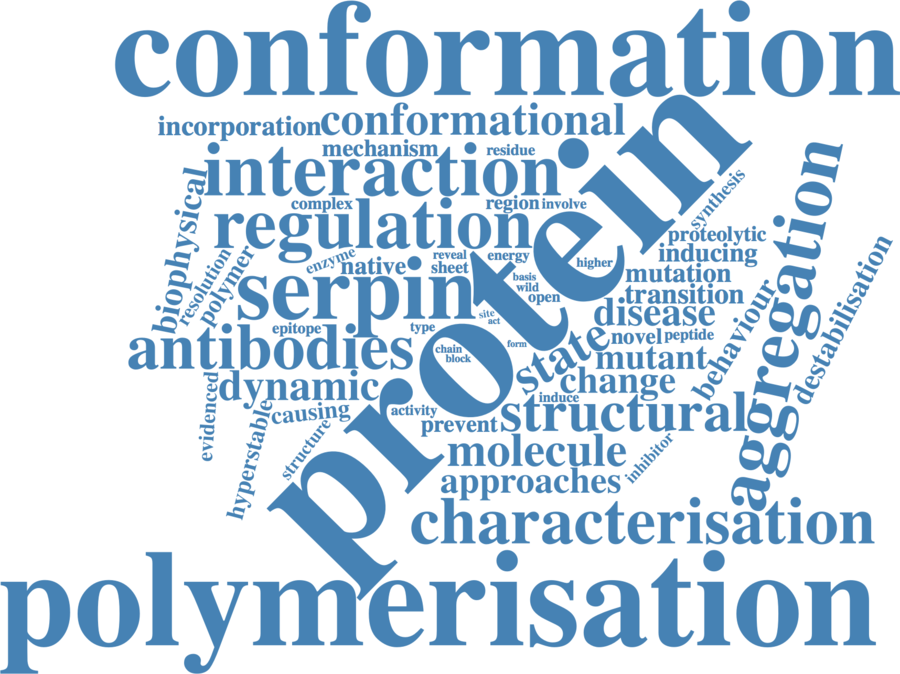 conformation
incorporation
conformational
mechanism
residue
interaction
protein
biophysical
complex
region
involve
synthesis
regulation
proteolytic
aggregation
resolution
polymer
enzyme
native
reveal
sheet
energy
higher
inducing
mutation
destabilisation
serpin
basis
wild
open
transition
behaviour
disease
site
act
epitope
type
form
state
novel
peptide
antibodies
chain
block
mutant
dynamic
change
evidenced
hyperstable
causing
activity
induce
structural
prevent
structure
molecule
inhibitor
approaches
characterisation
polymerisation